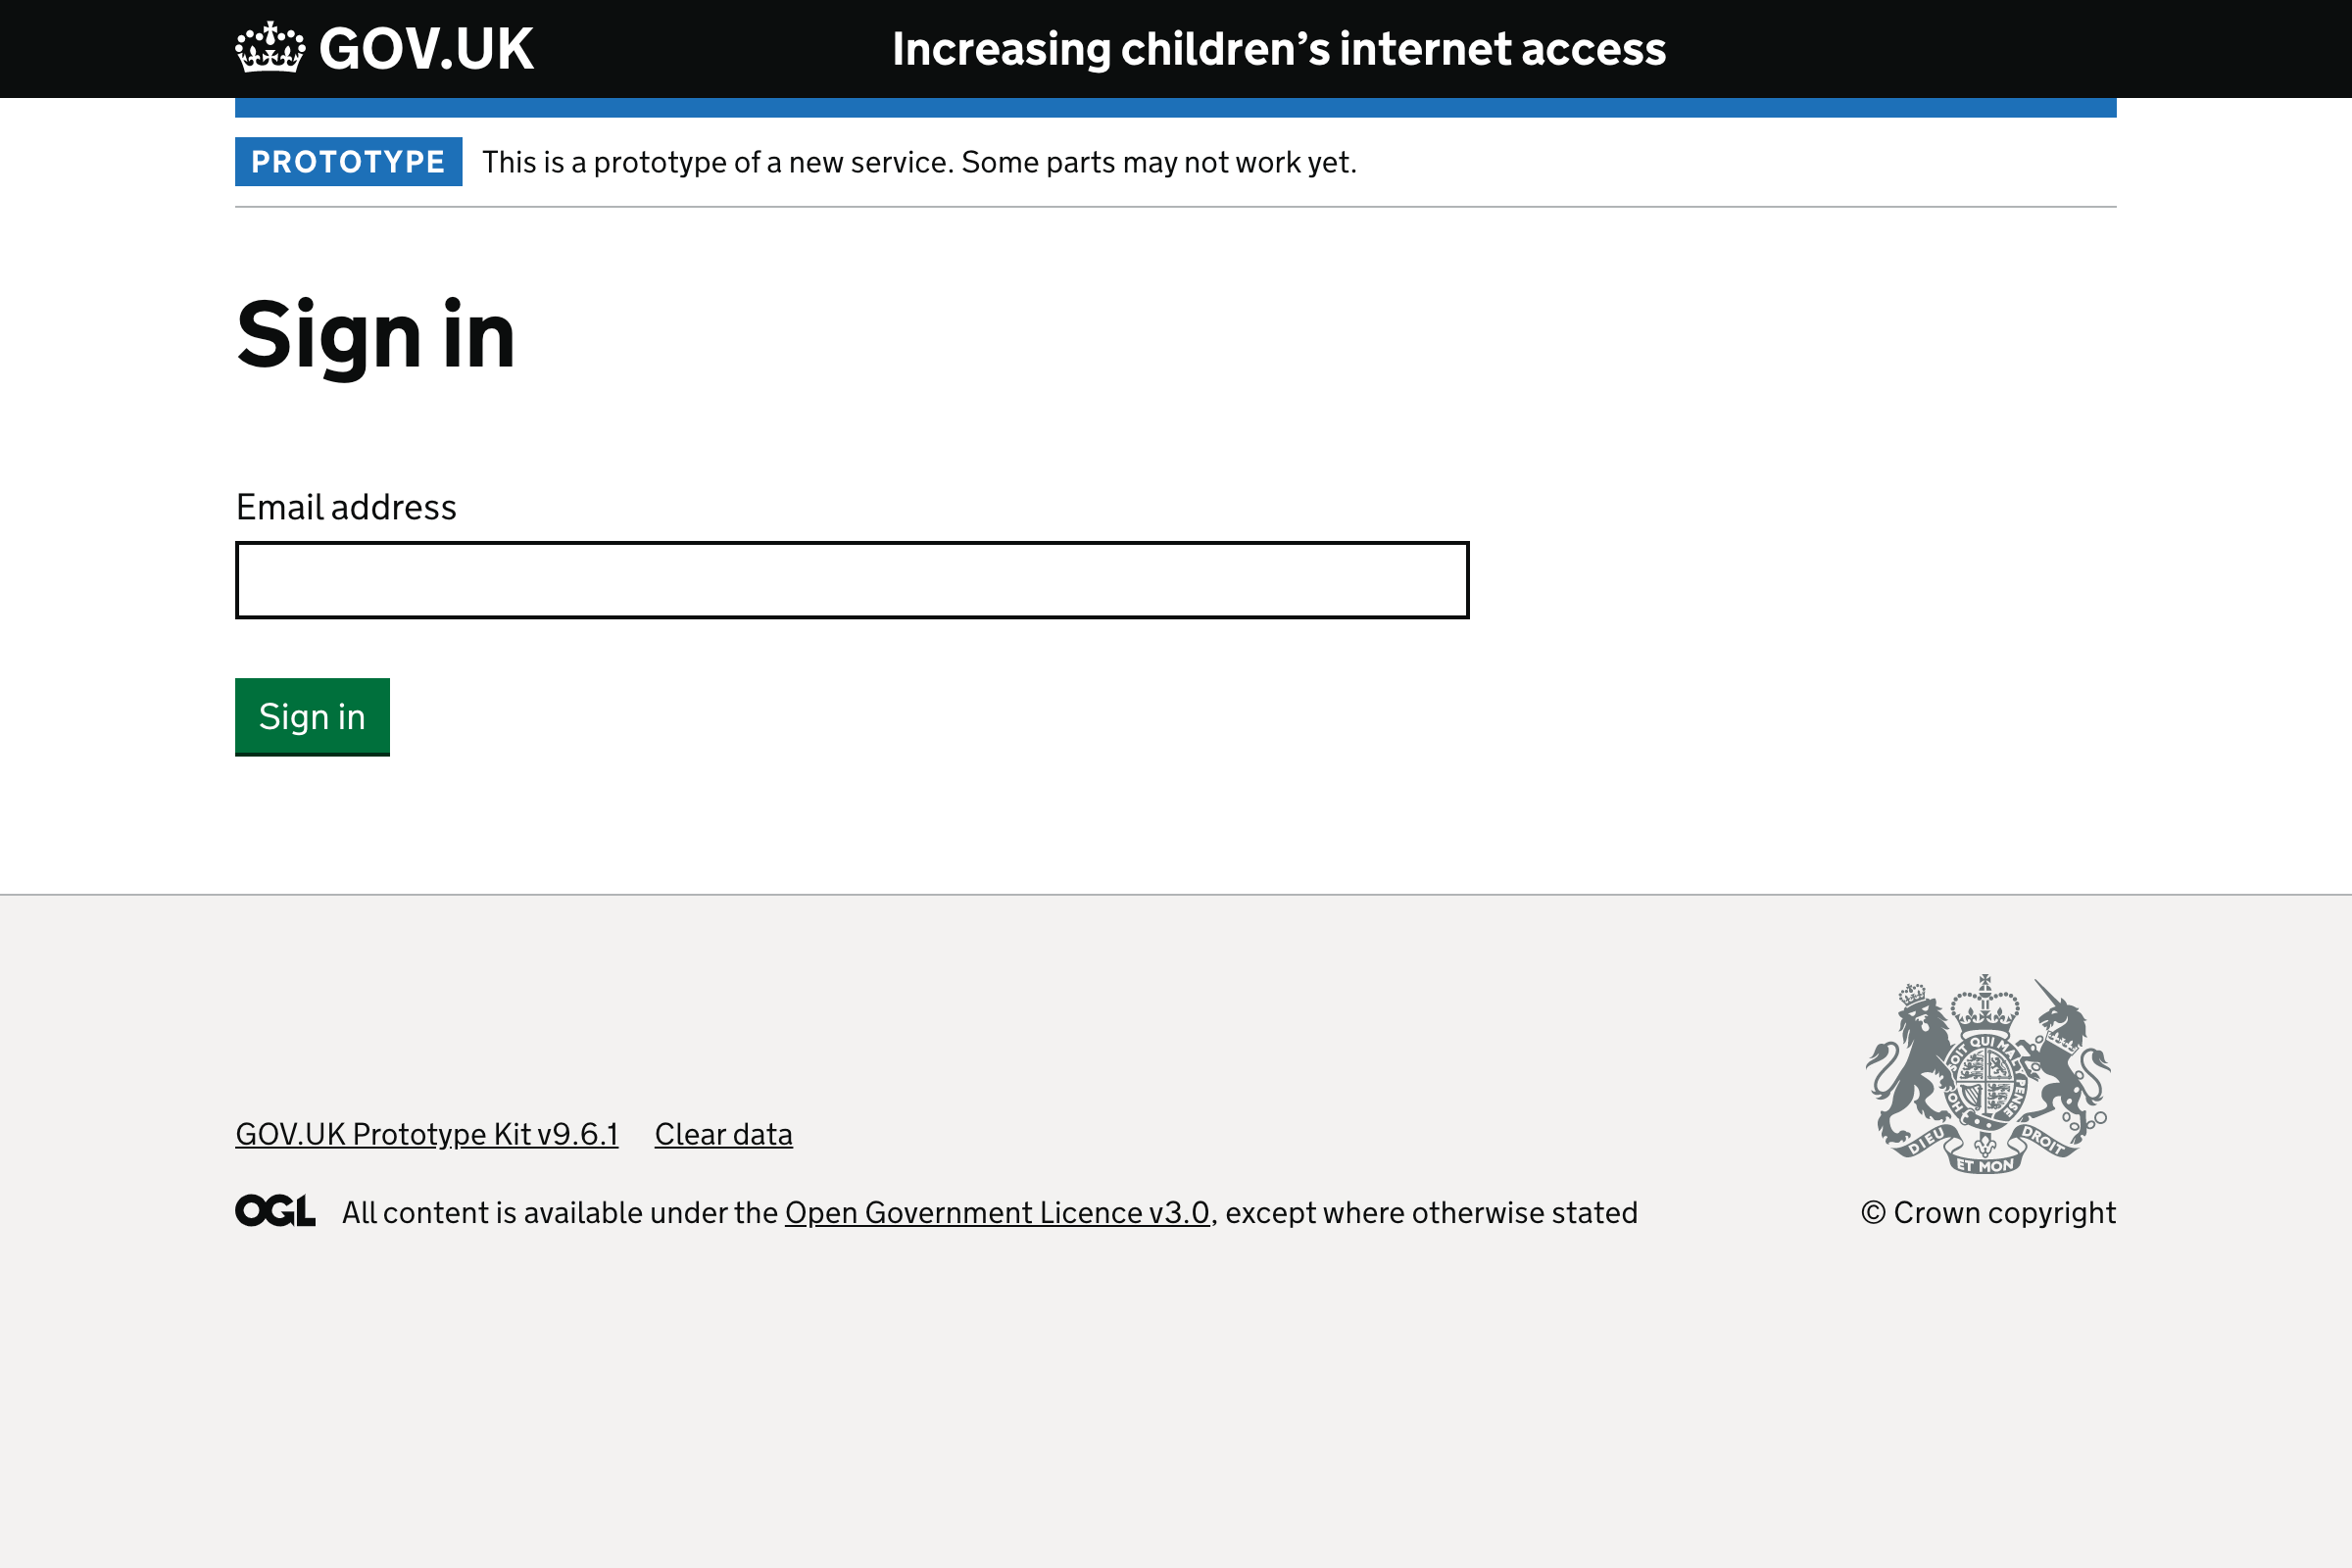 GOV.UK
Increasing children’s internet access
PROTOTYPE This is a prototype of a new service. Some parts may not work yet.
Sign in
Email address
Sign in
HONI SOIT QUI MAL Y PENSE
DIEU ET MON DROIT
GOV.UK Prototype Kit v9.6.1 Clear data
OGL All content is available under the Open Government Licence v3.0, except where otherwise stated
© Crown copyright